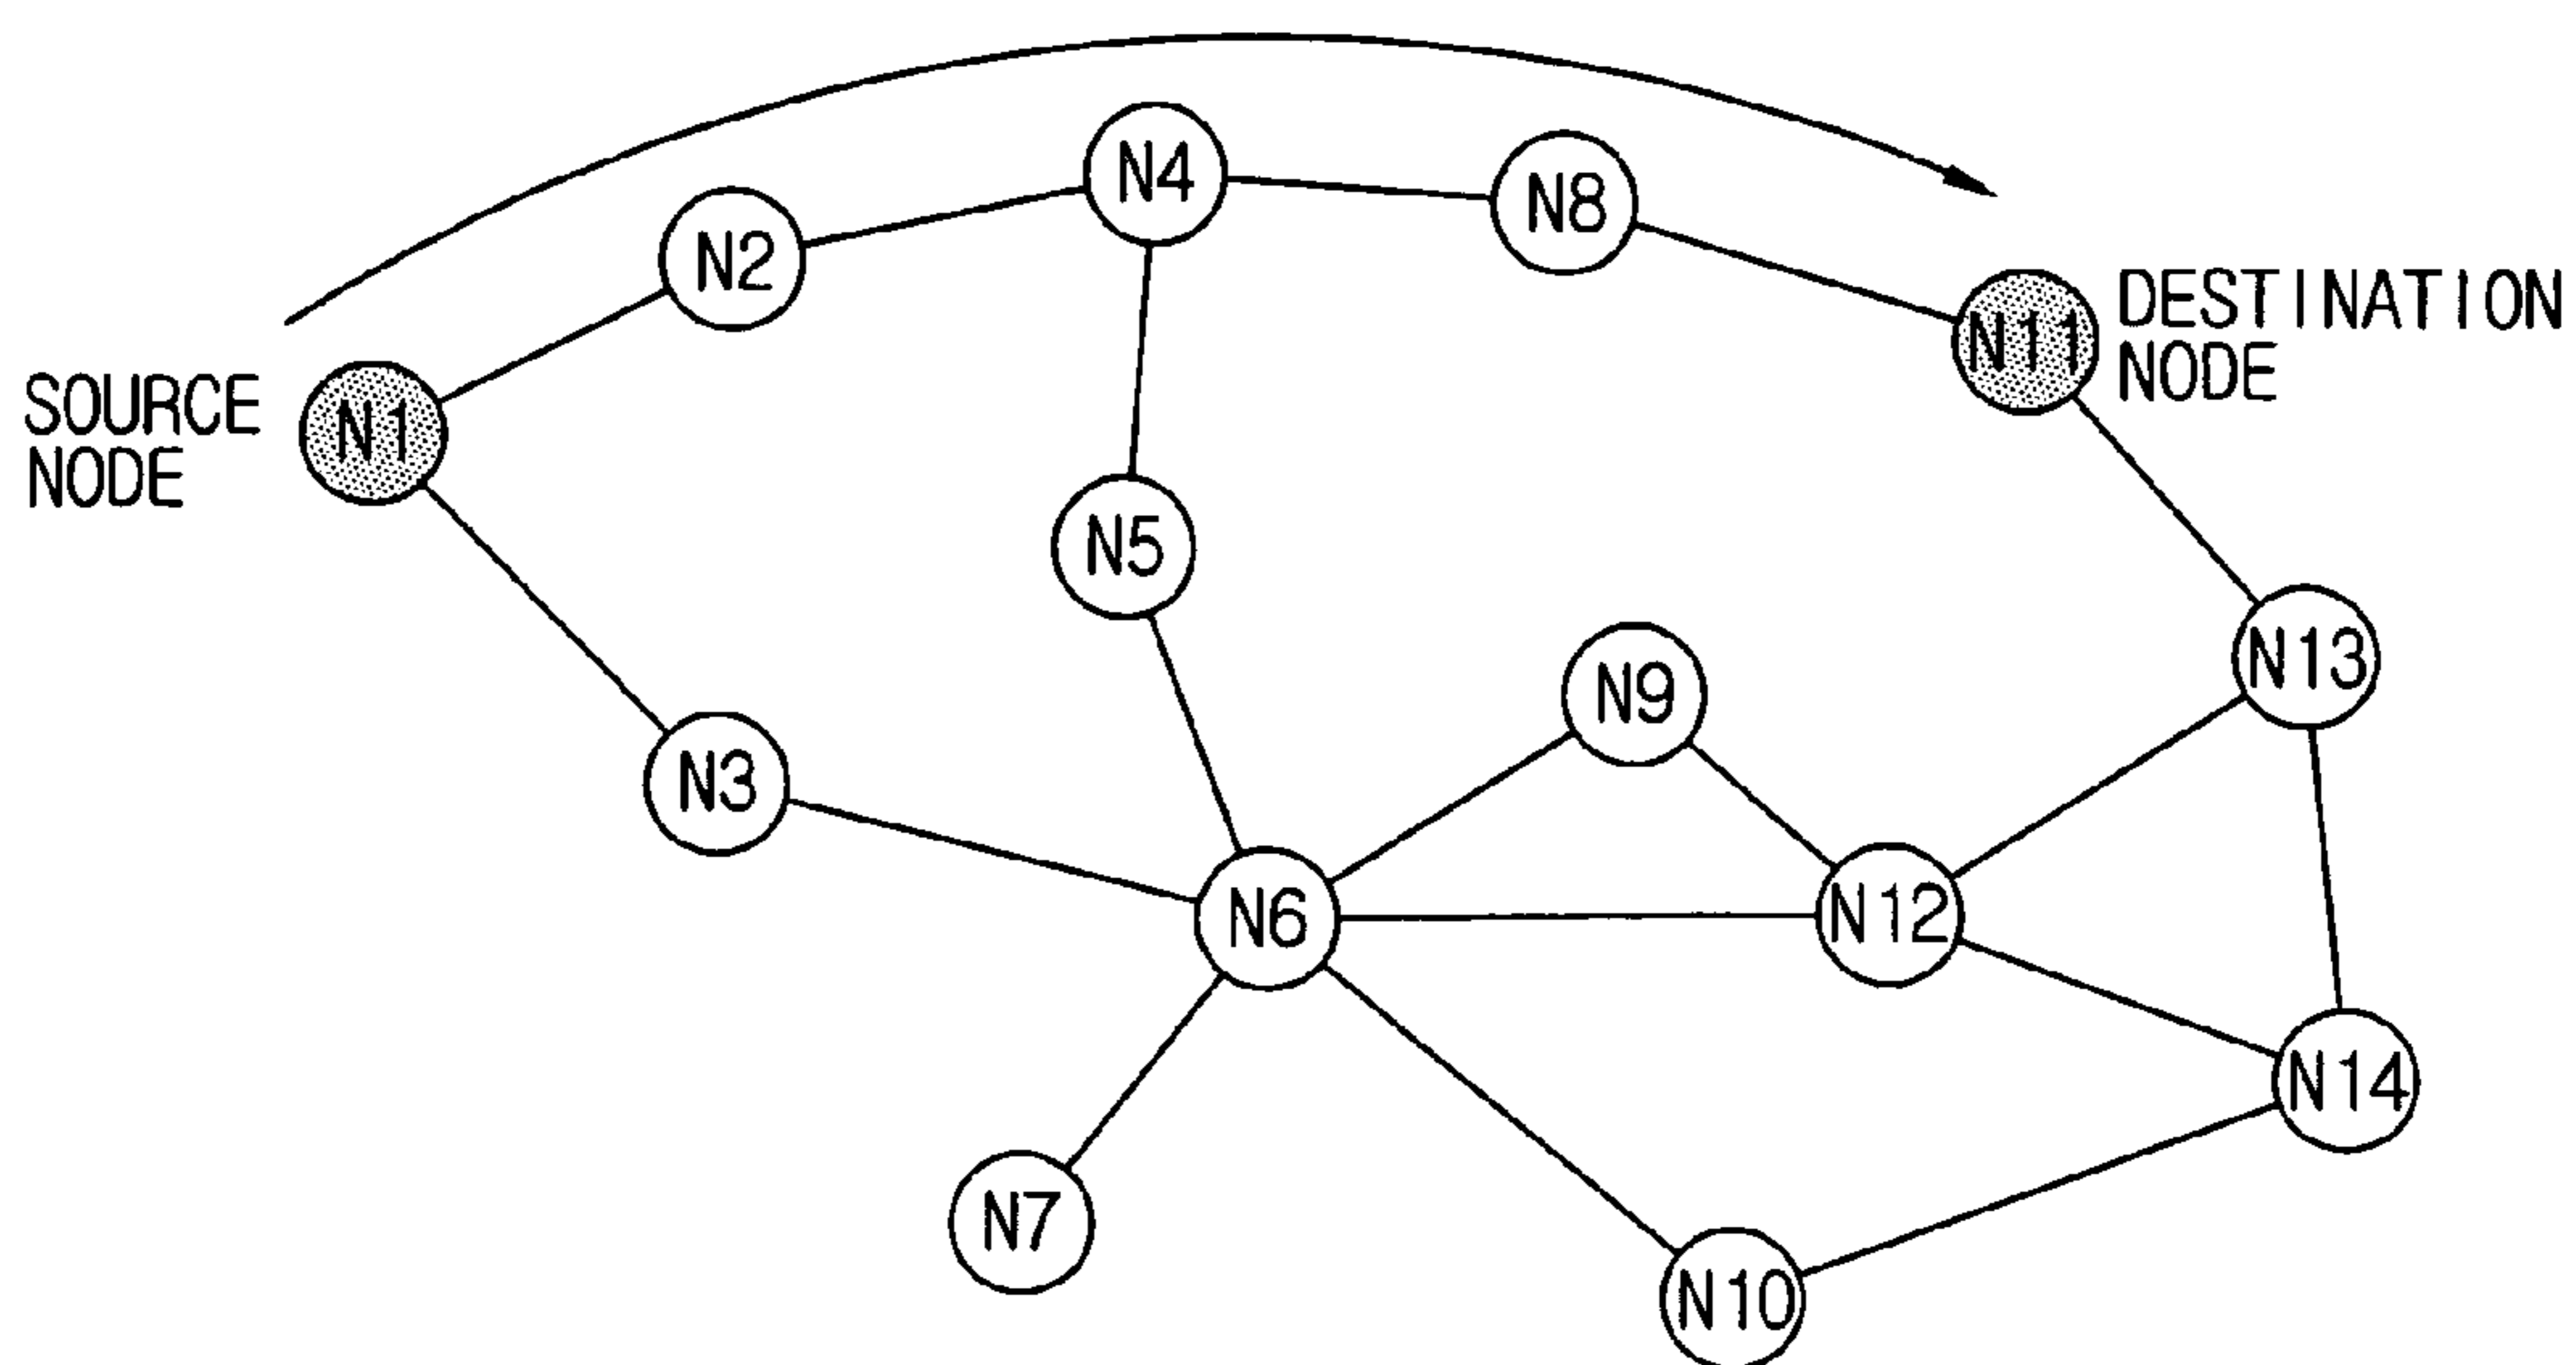 N4
N8
N2
DESTINATION
NODE
N11
SOURCE
NODE
N1
N5
N13
N9
N3
N6
N12
N14
N7
N10